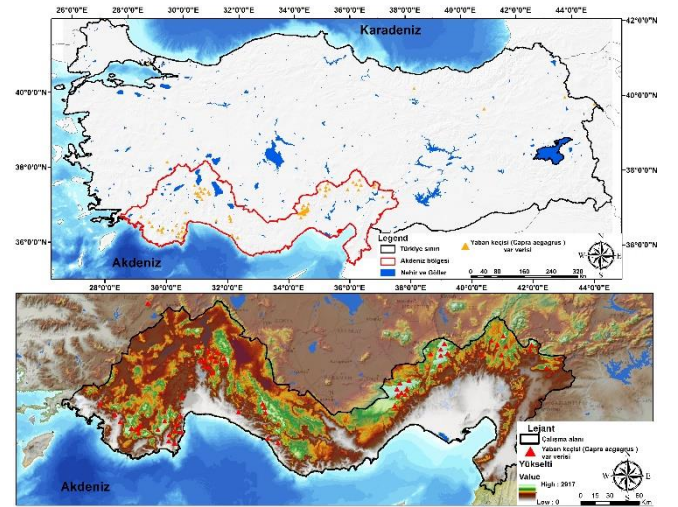 26°0'0"E 28°0'0"E 30°0'0"E 32°0'0"E 34°0'0"E 36°0'0"E 38°0'0"E 40°0'0"E 42°0'0"E 44°0'0"E
42°0'0"N
Karadeniz
40°0'0"N 40°0'0"N
38°0'0"N 38°0'0"N
36°0'0"N 36°0'0"N
Akdeniz
Legend
Türkiye sınırı
Akdeniz bölgesi
Nehir ve Göller
Yaban keçisi (Capra aegagrus)
var verisi
N
W E
S
0 40 80 160 240 320
Km
28°0'0"E 30°0'0"E 32°0'0"E 34°0'0"E 36°0'0"E 38°0'0"E 40°0'0"E 42°0'0"E 44°0'0"E
Akdeniz
Lejant
Çalışma alanı
Yaban keçisi (Capra aegagrus)
var verisi
Yükselti
Value
High : 2917
Low : 0
N
W E
S
0 15 30 60
Km